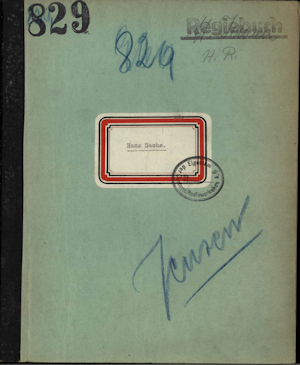 829
Regiebuch
829
H. R.
Hans Sachs.
Jensen